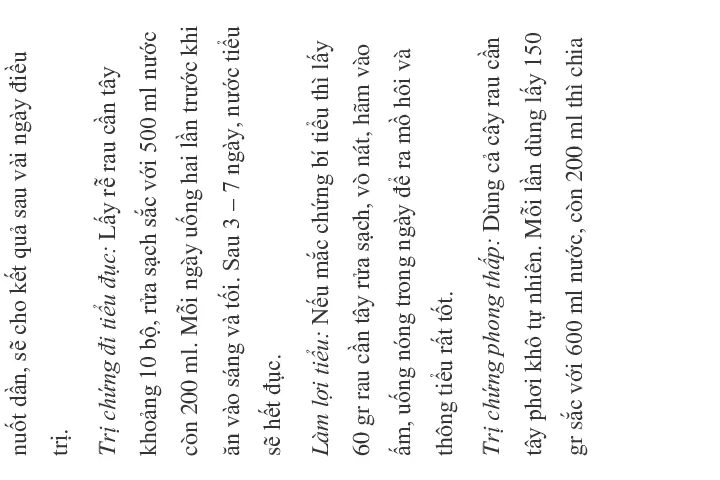 nuốt dần, sẽ cho kết quả sau vài ngày điều
trị.
Trị chứng đi tiểu đục: Lấy rễ rau cần tây
khoảng 10 bộ, rửa sạch sắc với 500 ml nước
còn 200 ml. Mỗi ngày uống hai lần trước khi
ăn vào sáng và tối. Sau 3 – 7 ngày, nước tiểu
sẽ hết đục.
Làm lợi tiểu: Nếu mắc chứng bí tiểu thì lấy
60 gr rau cần tây rửa sạch, vò nát, hãm vào
ấm, uống nóng trong ngày để ra mồ hôi và
thông tiểu rất tốt.
Trị chứng phong thấp: Dùng cả cây rau cần
tây phơi khô tự nhiên. Mỗi lần dùng lấy 150
gr sắc với 600 ml nước, còn 200 ml thì chia